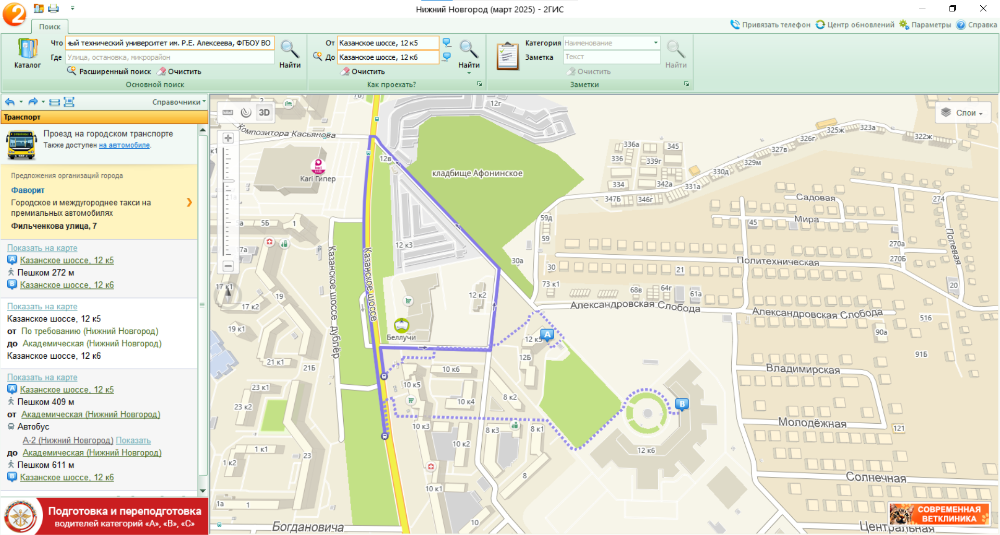 Нижний Новгород (март 2025) - 2ГИС
Поиск
Привязать телефон
Центр обновлений
Параметры
Справка
Каталог
Что
ный технический университет им. Р.Е. Алексеева, ФГБОУ ВО
Где
Улица, остановка, микрорайон
Расширенный поиск
Очистить
Найти
Основной поиск
От
Казанское шоссе, 12 к5
До
Казанское шоссе, 12 к6
Очистить
Найти
Как проехать?
Категория
Наименование
Заметка
Текст
Очистить
Найти
Заметки
Справочники
Транспорт
Проезд на городском транспорте
Также доступен на автомобиле.
Предложения организаций города
Фаворит
Городское и междугороднее такси на
премиальных автомобилях
Фильченкова улица, 7
Показать на карте
A Казанское шоссе, 12 к5
Пешком 272 м
B Казанское шоссе, 12 к6
Показать на карте
Казанское шоссе, 12 к5
от По требованию (Нижний Новгород)
до Академическая (Нижний Новгород)
Казанское шоссе, 12 к6
Показать на карте
A Казанское шоссе, 12 к5
Пешком 409 м
от Академическая (Нижний Новгород)
Автобус
А-2 (Нижний Новгород) Показать
до Академическая (Нижний Новгород)
Пешком 611 м
B Казанское шоссе, 12 к6
Подготовка и переподготовка
водителей категорий «А», «В», «С»
3D
Слои
2
7Б
12г
Композитора Касьянова
к1
12в
kari
kids
Kari Гипер
кладбище Афонинское
336а
345
336
339г
334
342а
347Б
346г
331а
330д
329м
327в
326г
325ж
323а
322ж
1а
5а
5Б
1
17а
12 к3
59д
59
30а
30
73 к1
68в
64г
61а
21
45
Садовая
Мира
274
Полевая
270а
270Б
Политехническая
20
Казанское шоссе дублёр
Казанское шоссе
17 к1
19
17 к2
12 к2
Александровская Слобода
Александровская Слобода
516
90а
91Б
19 к1
Беллучи
12 к5
A
12Б
21 к1
21Б
10 к6
Владимирская
23 к1
10 к5
10 к4
8 к2
B
23 к2
10 к3
8 к3
8 к1
Молодёжная
121
1 к1
10 к2
12 к6
1 к2
23
8
Солнечная
10 к1
1а
1
10
Богдановича
Центральная
СОВРЕМЕННАЯ
ВЕТКЛИНИКА